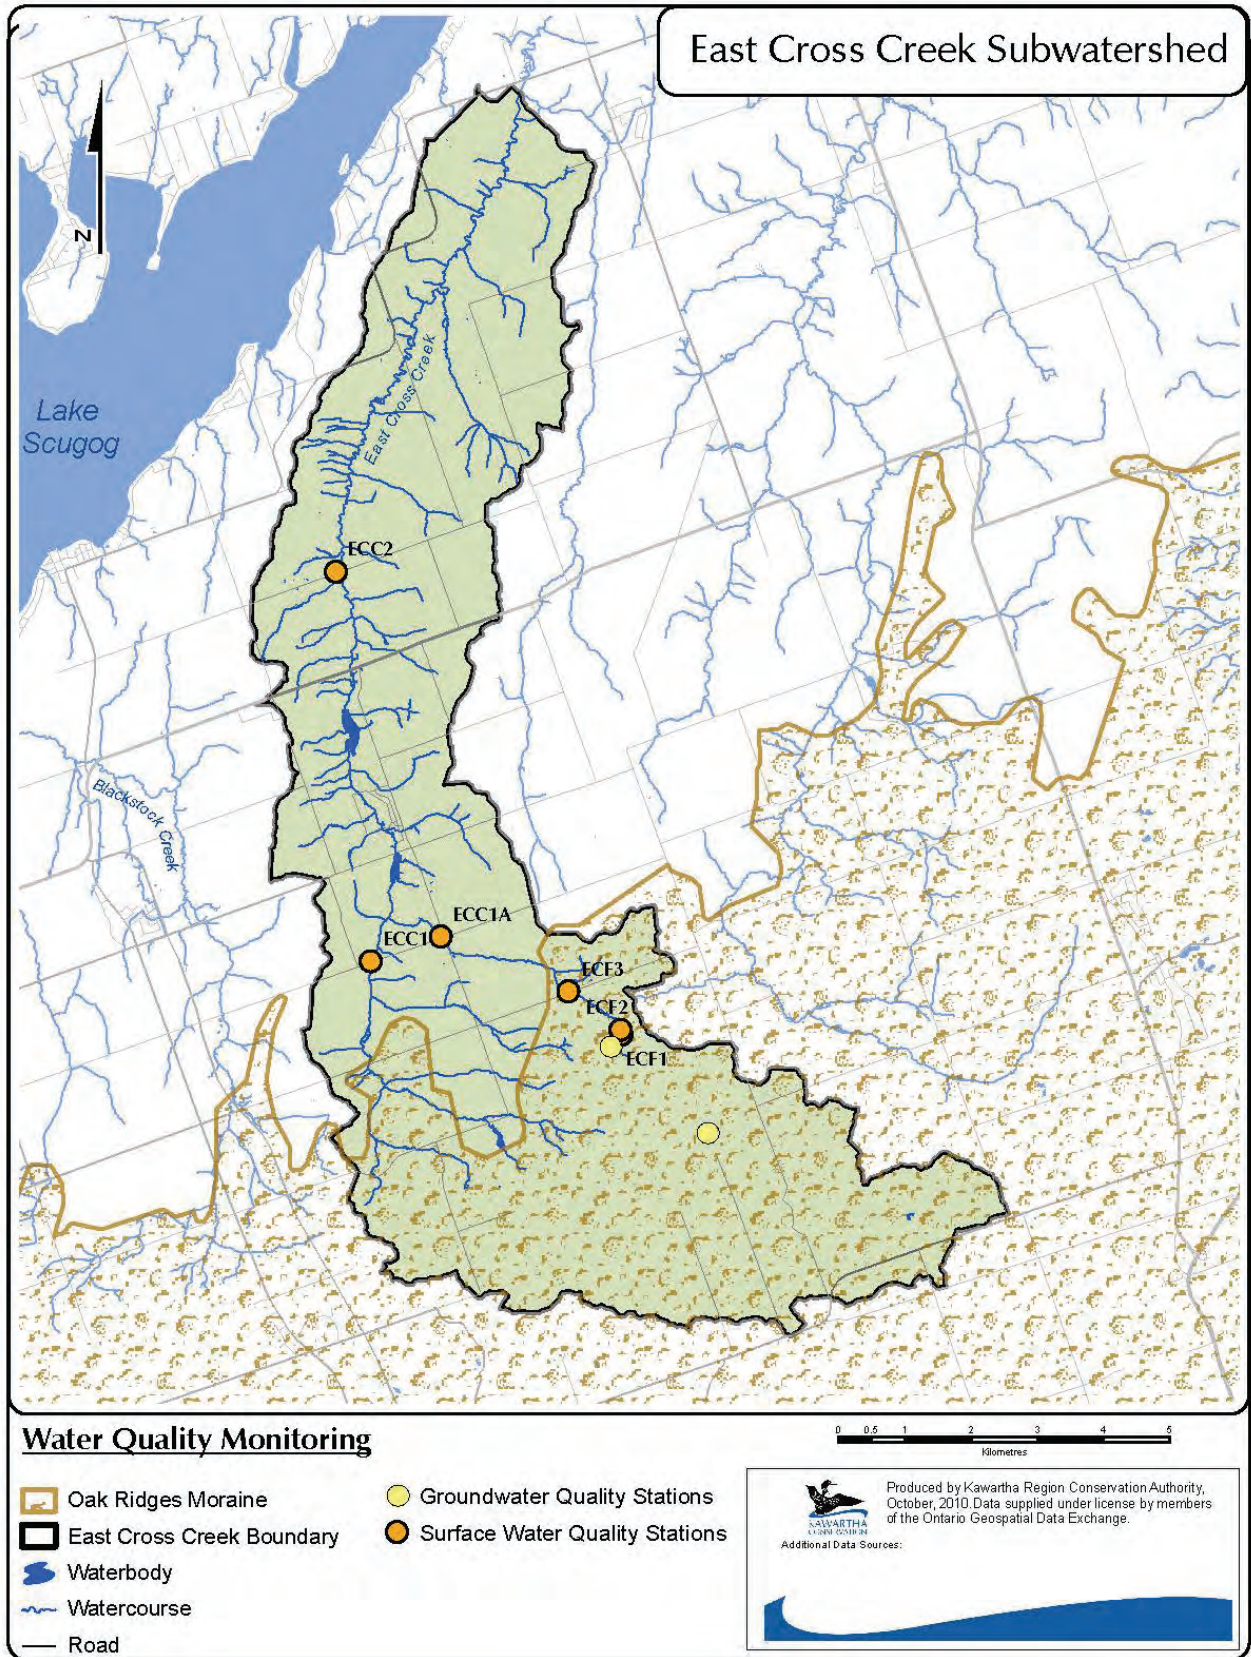 East Cross Creek Subwatershed
N
Lake
Scugog
East Cross Creek
ECC2
Blackstock Creek
ECC1A
ECC1
ECF3
ECF2
ECF1
Water Quality Monitoring
Oak Ridges Moraine
East Cross Creek Boundary
Waterbody
Watercourse
Road
Groundwater Quality Stations
Surface Water Quality Stations
0 0.5 1 2 3 4 5
Kilometres
KAWARTHA
CONSERVATION
Produced by Kawartha Region Conservation Authority,
October, 2010. Data supplied under license by members
of the Ontario Geospatial Data Exchange.
Additional Data Sources: